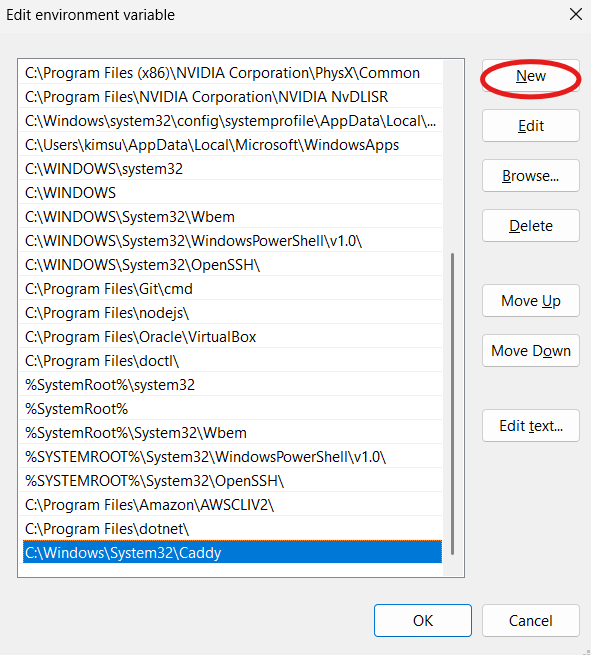 Edit environment variable
C:\Program Files (x86)\NVIDIA Corporation\PhysX\Common
C:\Program Files\NVIDIA Corporation\NVIDIA NvDLISR
C:\Windows\system32\config\systemprofile\AppData\Local\...
C:\Users\kimsu\AppData\Local\Microsoft\WindowsApps
C:\WINDOWS\system32
C:\WINDOWS
C:\WINDOWS\System32\Wbem
C:\WINDOWS\System32\WindowsPowerShell\v1.0\
C:\WINDOWS\System32\OpenSSH\
C:\Program Files\Git\cmd
C:\Program Files\nodejs\
C:\Program Files\Oracle\VirtualBox
C:\Program Files\doctl\
%SystemRoot%\system32
%SystemRoot%
%SystemRoot%\System32\Wbem
%SYSTEMROOT%\System32\WindowsPowerShell\v1.0\
%SYSTEMROOT%\System32\OpenSSH\
C:\Program Files\Amazon\AWSCLIV2\
C:\Program Files\dotnet\
C:\Windows\System32\Caddy
New
Edit
Browse...
Delete
Move Up
Move Down
Edit text...
OK
Cancel